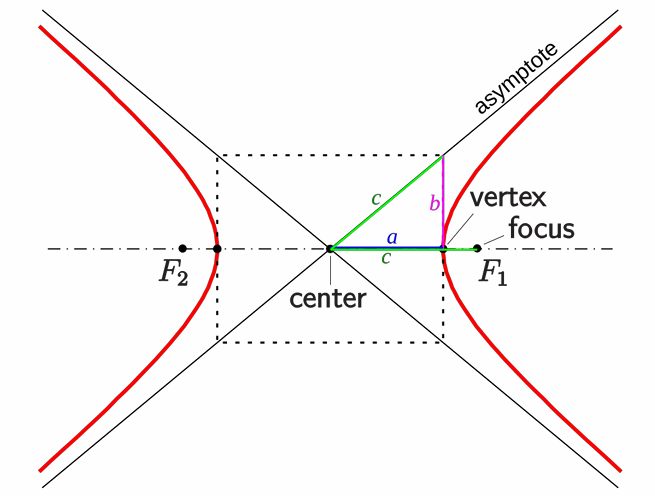 asymptote
c
b
vertex
a
focus
c
F₂
F₁
center